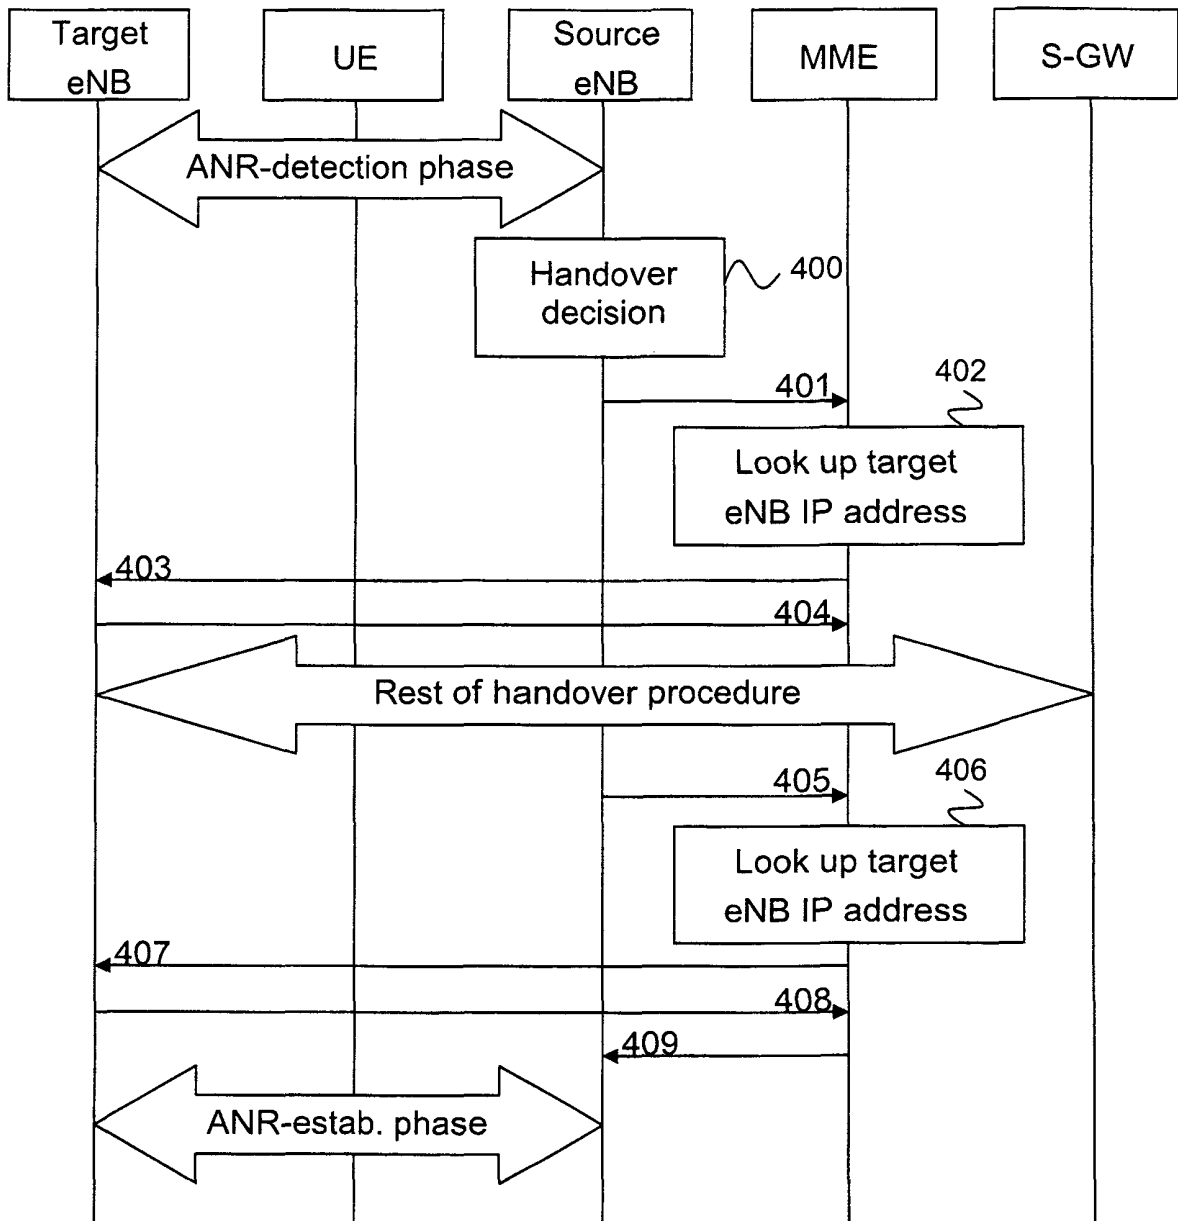 Target
eNB
UE
Source
eNB
MME
S-GW
ANR-detection phase
Handover
decision
400
401
402
Look up target
eNB IP address
403
404
Rest of handover procedure
405
406
Look up target
eNB IP address
407
408
409
ANR-estab. phase